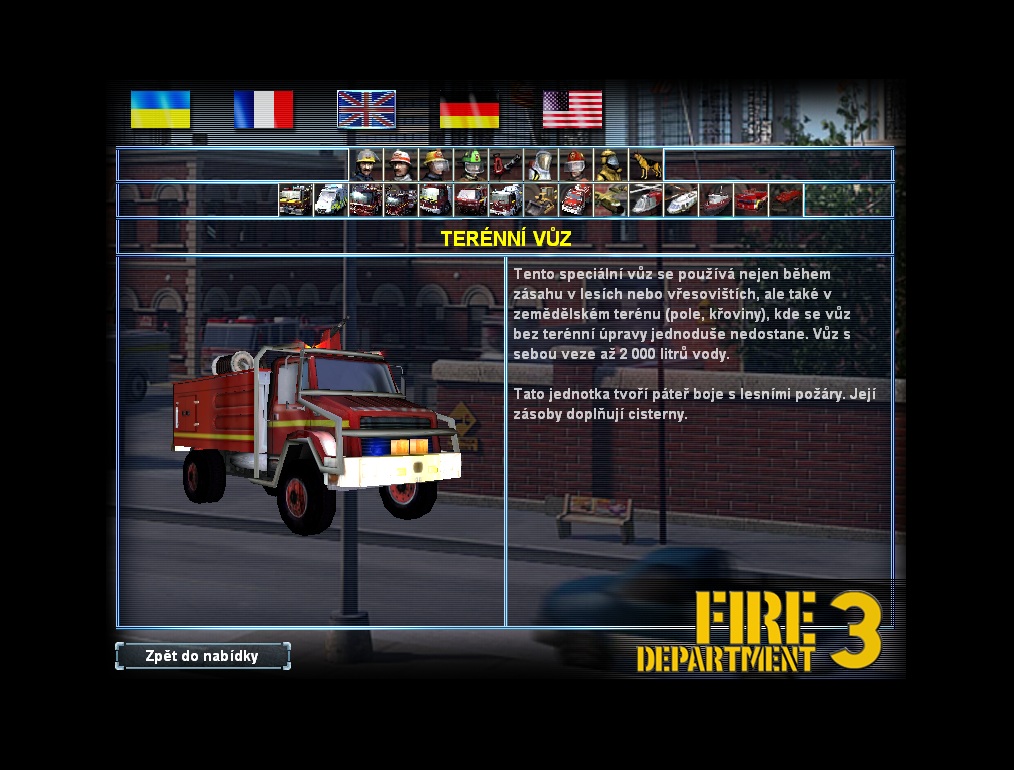 TERÉNNÍ VŮZ
Tento speciální vůz se používá nejen během
zásahu v lesích nebo vřesovištích, ale také v
zemědělském terénu (pole, křoviny), kde se vůz
bez terénní úpravy jednoduše nedostane. Vůz s
sebou veze až 2 000 litrů vody.
Tato jednotka tvoří páteř boje s lesními požáry. Její
zásoby doplňují cisterny.
Zpět do nabídky
FIRE
DEPARTMENT 3